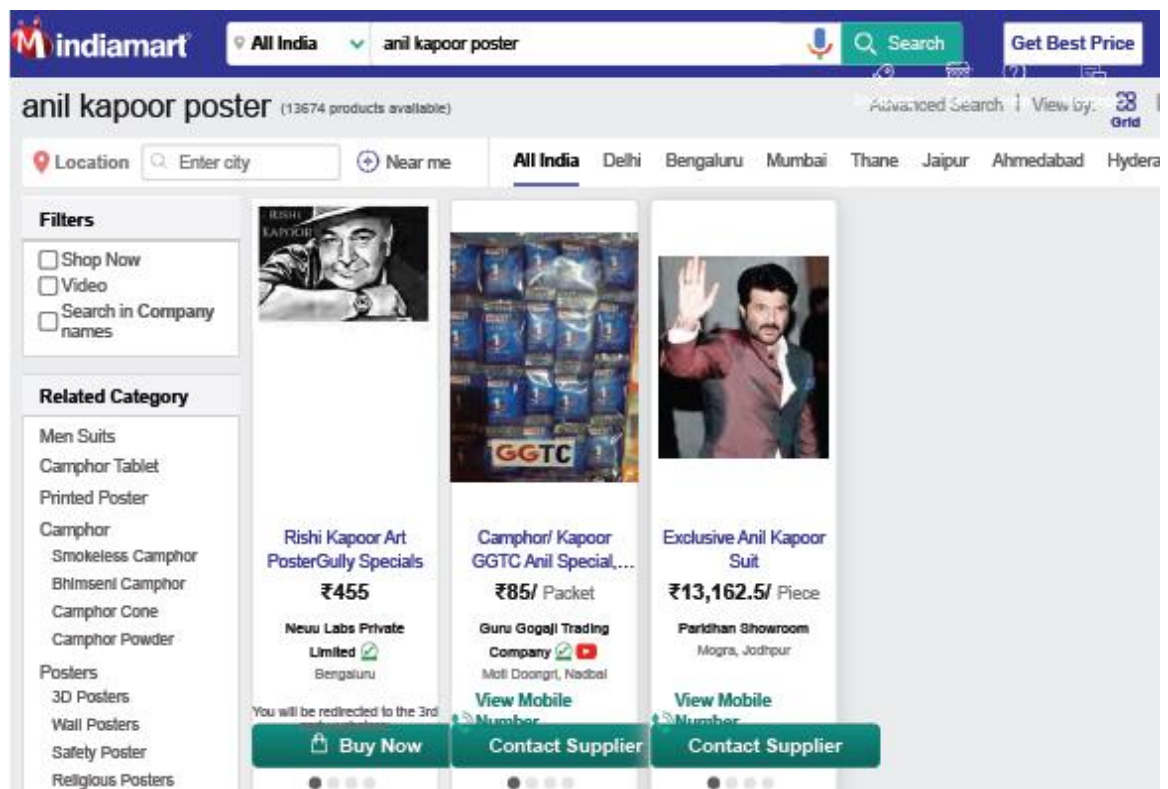 indiamart
All India anil kapoor poster Search Get Best Price
anil kapoor poster (13674 products available)
Advanced Search | View by: Grid
Location Enter city Near me All India Delhi Bengaluru Mumbai Thane Jaipur Ahmedabad Hydera
Filters
Shop Now
Video
Search in Company
names
Related Category
Men Suits
Camphor Tablet
Printed Poster
Camphor
Smokeless Camphor
Bhimseni Camphor
Camphor Cone
Camphor Powder
Posters
3D Posters
Wall Posters
Safety Poster
Religious Posters
RISHI
KAPOOR
Rishi Kapoor Art
PosterGully Specials
₹455
Neuu Labs Private
Limited
Bengaluru
You will be redirected to the 3rd
Buy Now
GGTC
Camphor/ Kapoor
GGTC Anil Special,...
₹85/ Packet
Guru Gogaji Trading
Company
Moti Doongri, Nadbai
View Mobile
Number
Contact Supplier
Exclusive Anil Kapoor
Suit
₹13,162.5/ Piece
Paridhan Showroom
Mogra, Jodhpur
View Mobile
Number
Contact Supplier